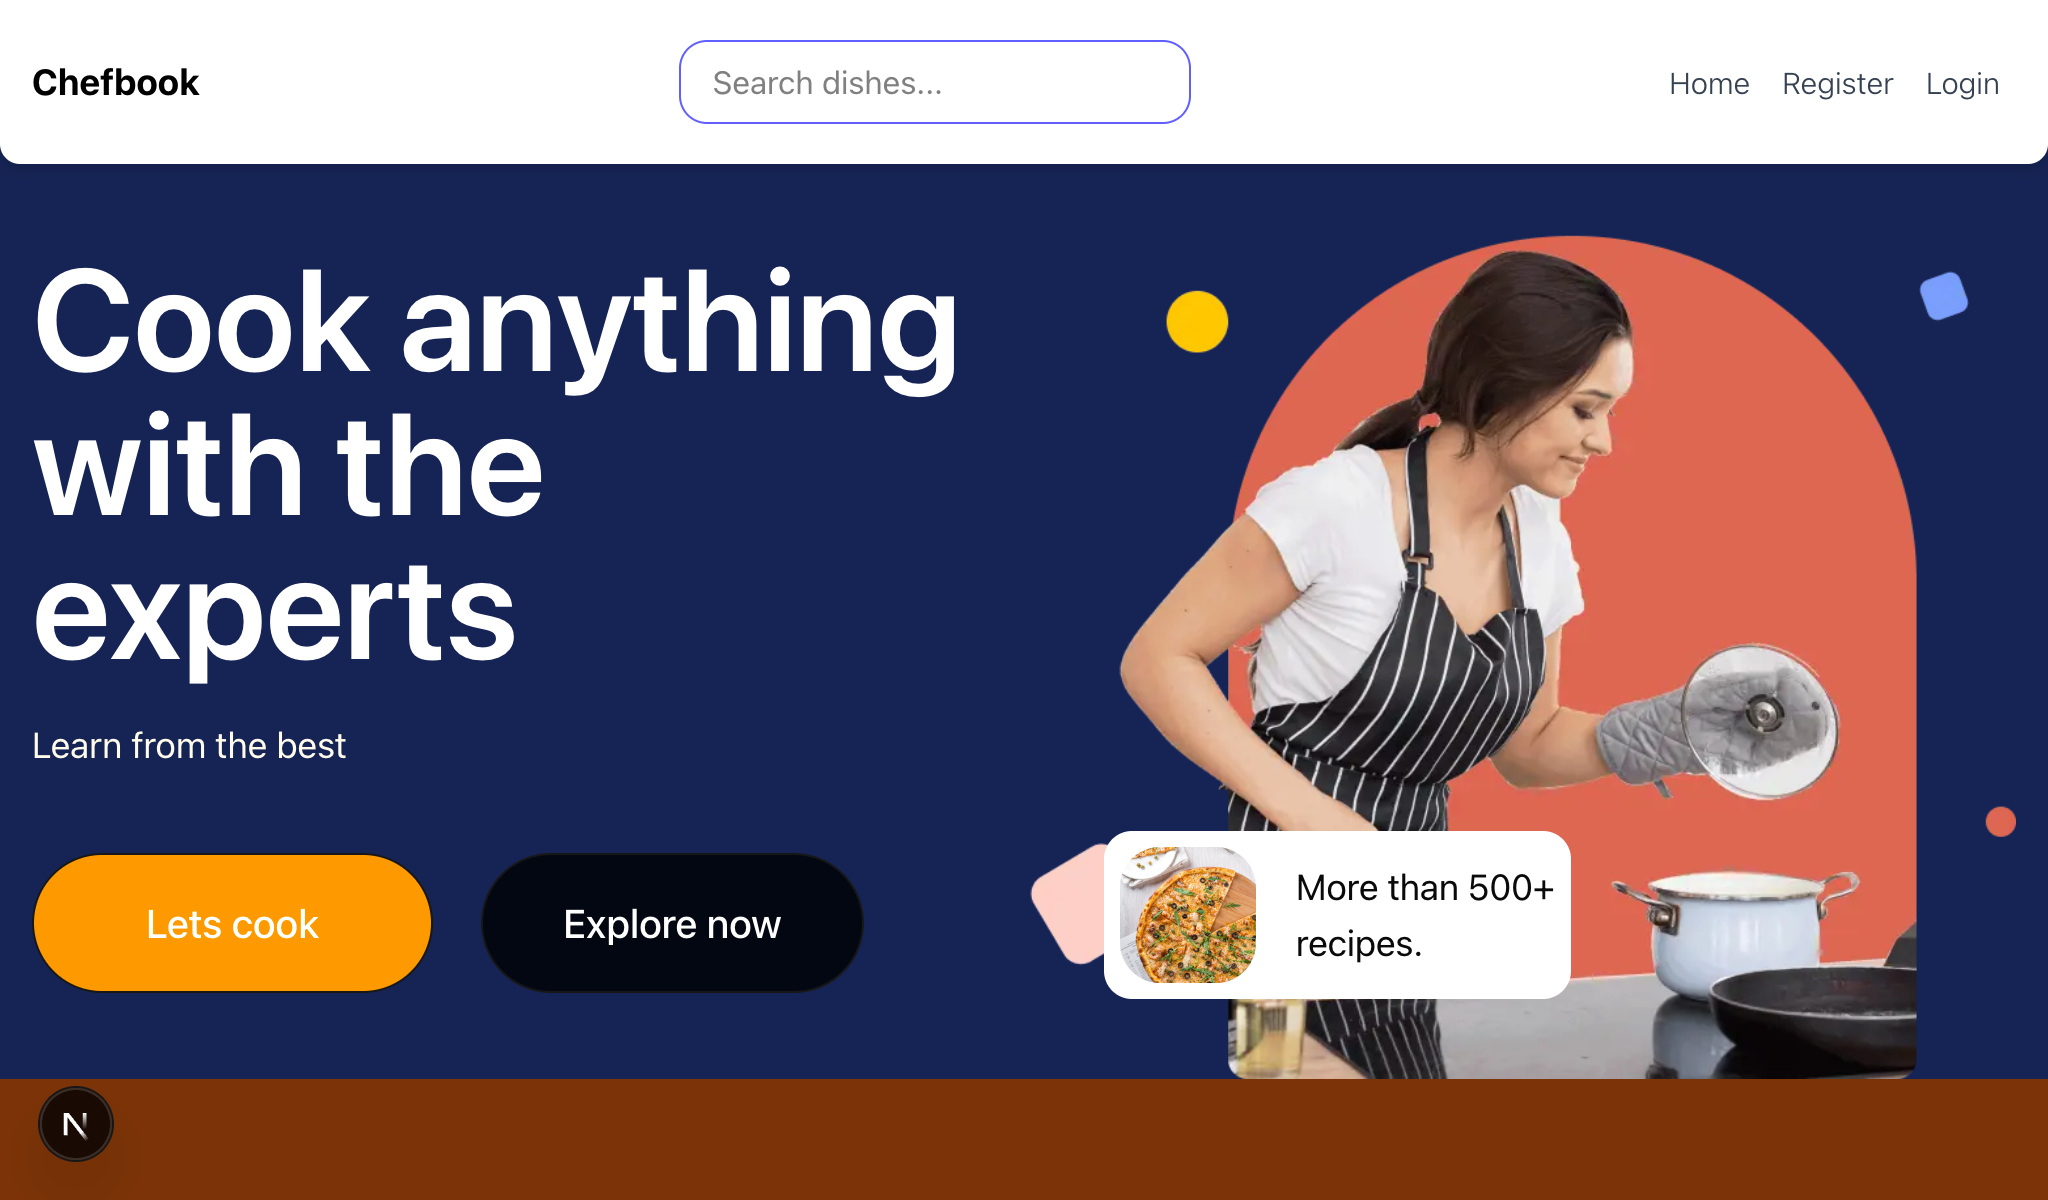 Chefbook
Search dishes...
Home Register Login
Cook anything
with the
experts
Learn from the best
Lets cook
Explore now
More than 500+
recipes.
N